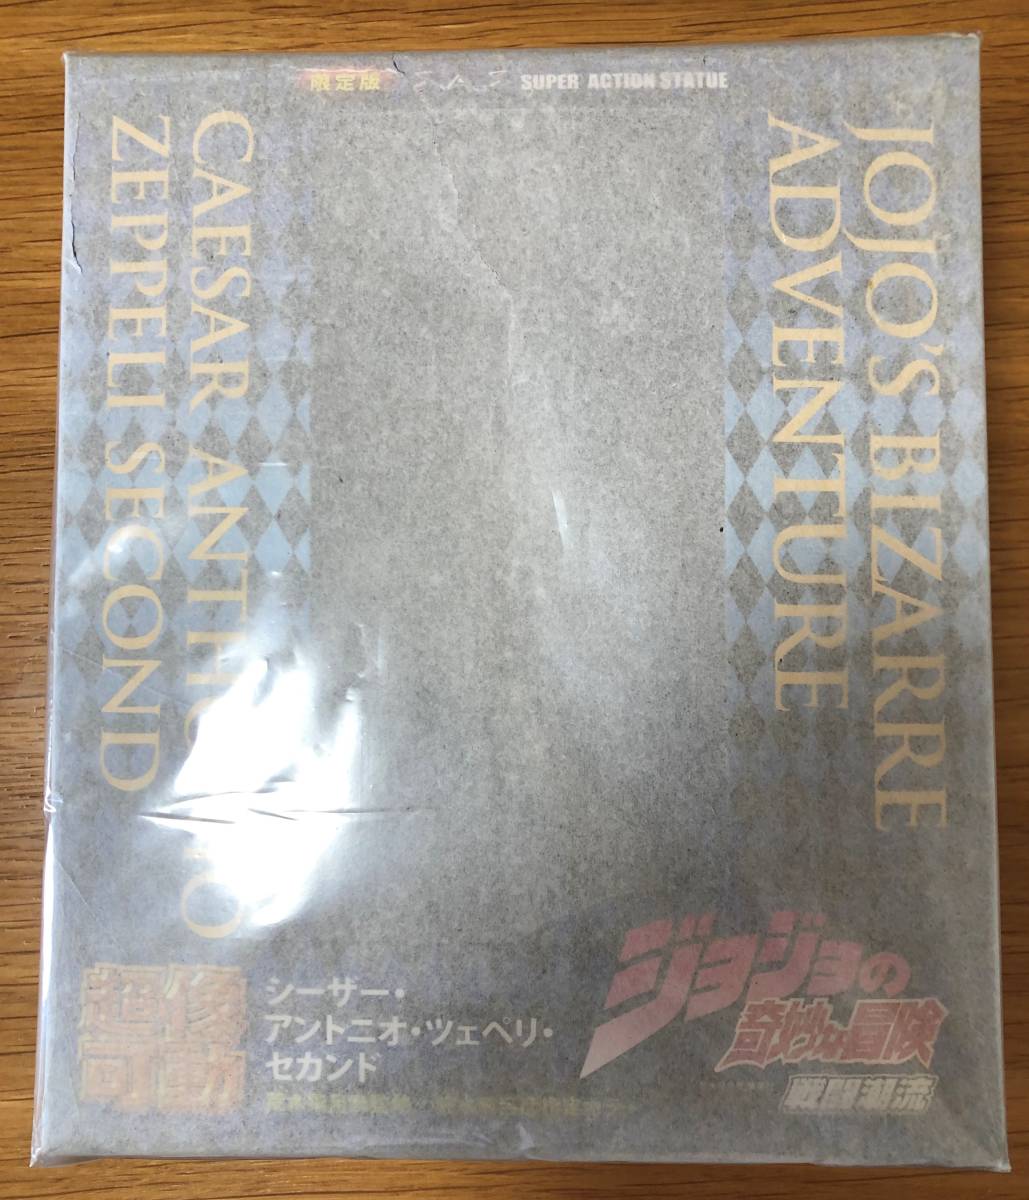 限定版
SUPER ACTION STATUE
JOJO'S BIZARRE
ADVENTURE
CAESAR ANTHONIO
ZEPPELI SECOND
超像
可動
シーザー・
アントニオ・ツェペリ・
セカンド
ジョジョの
奇妙な冒険
戦闘潮流